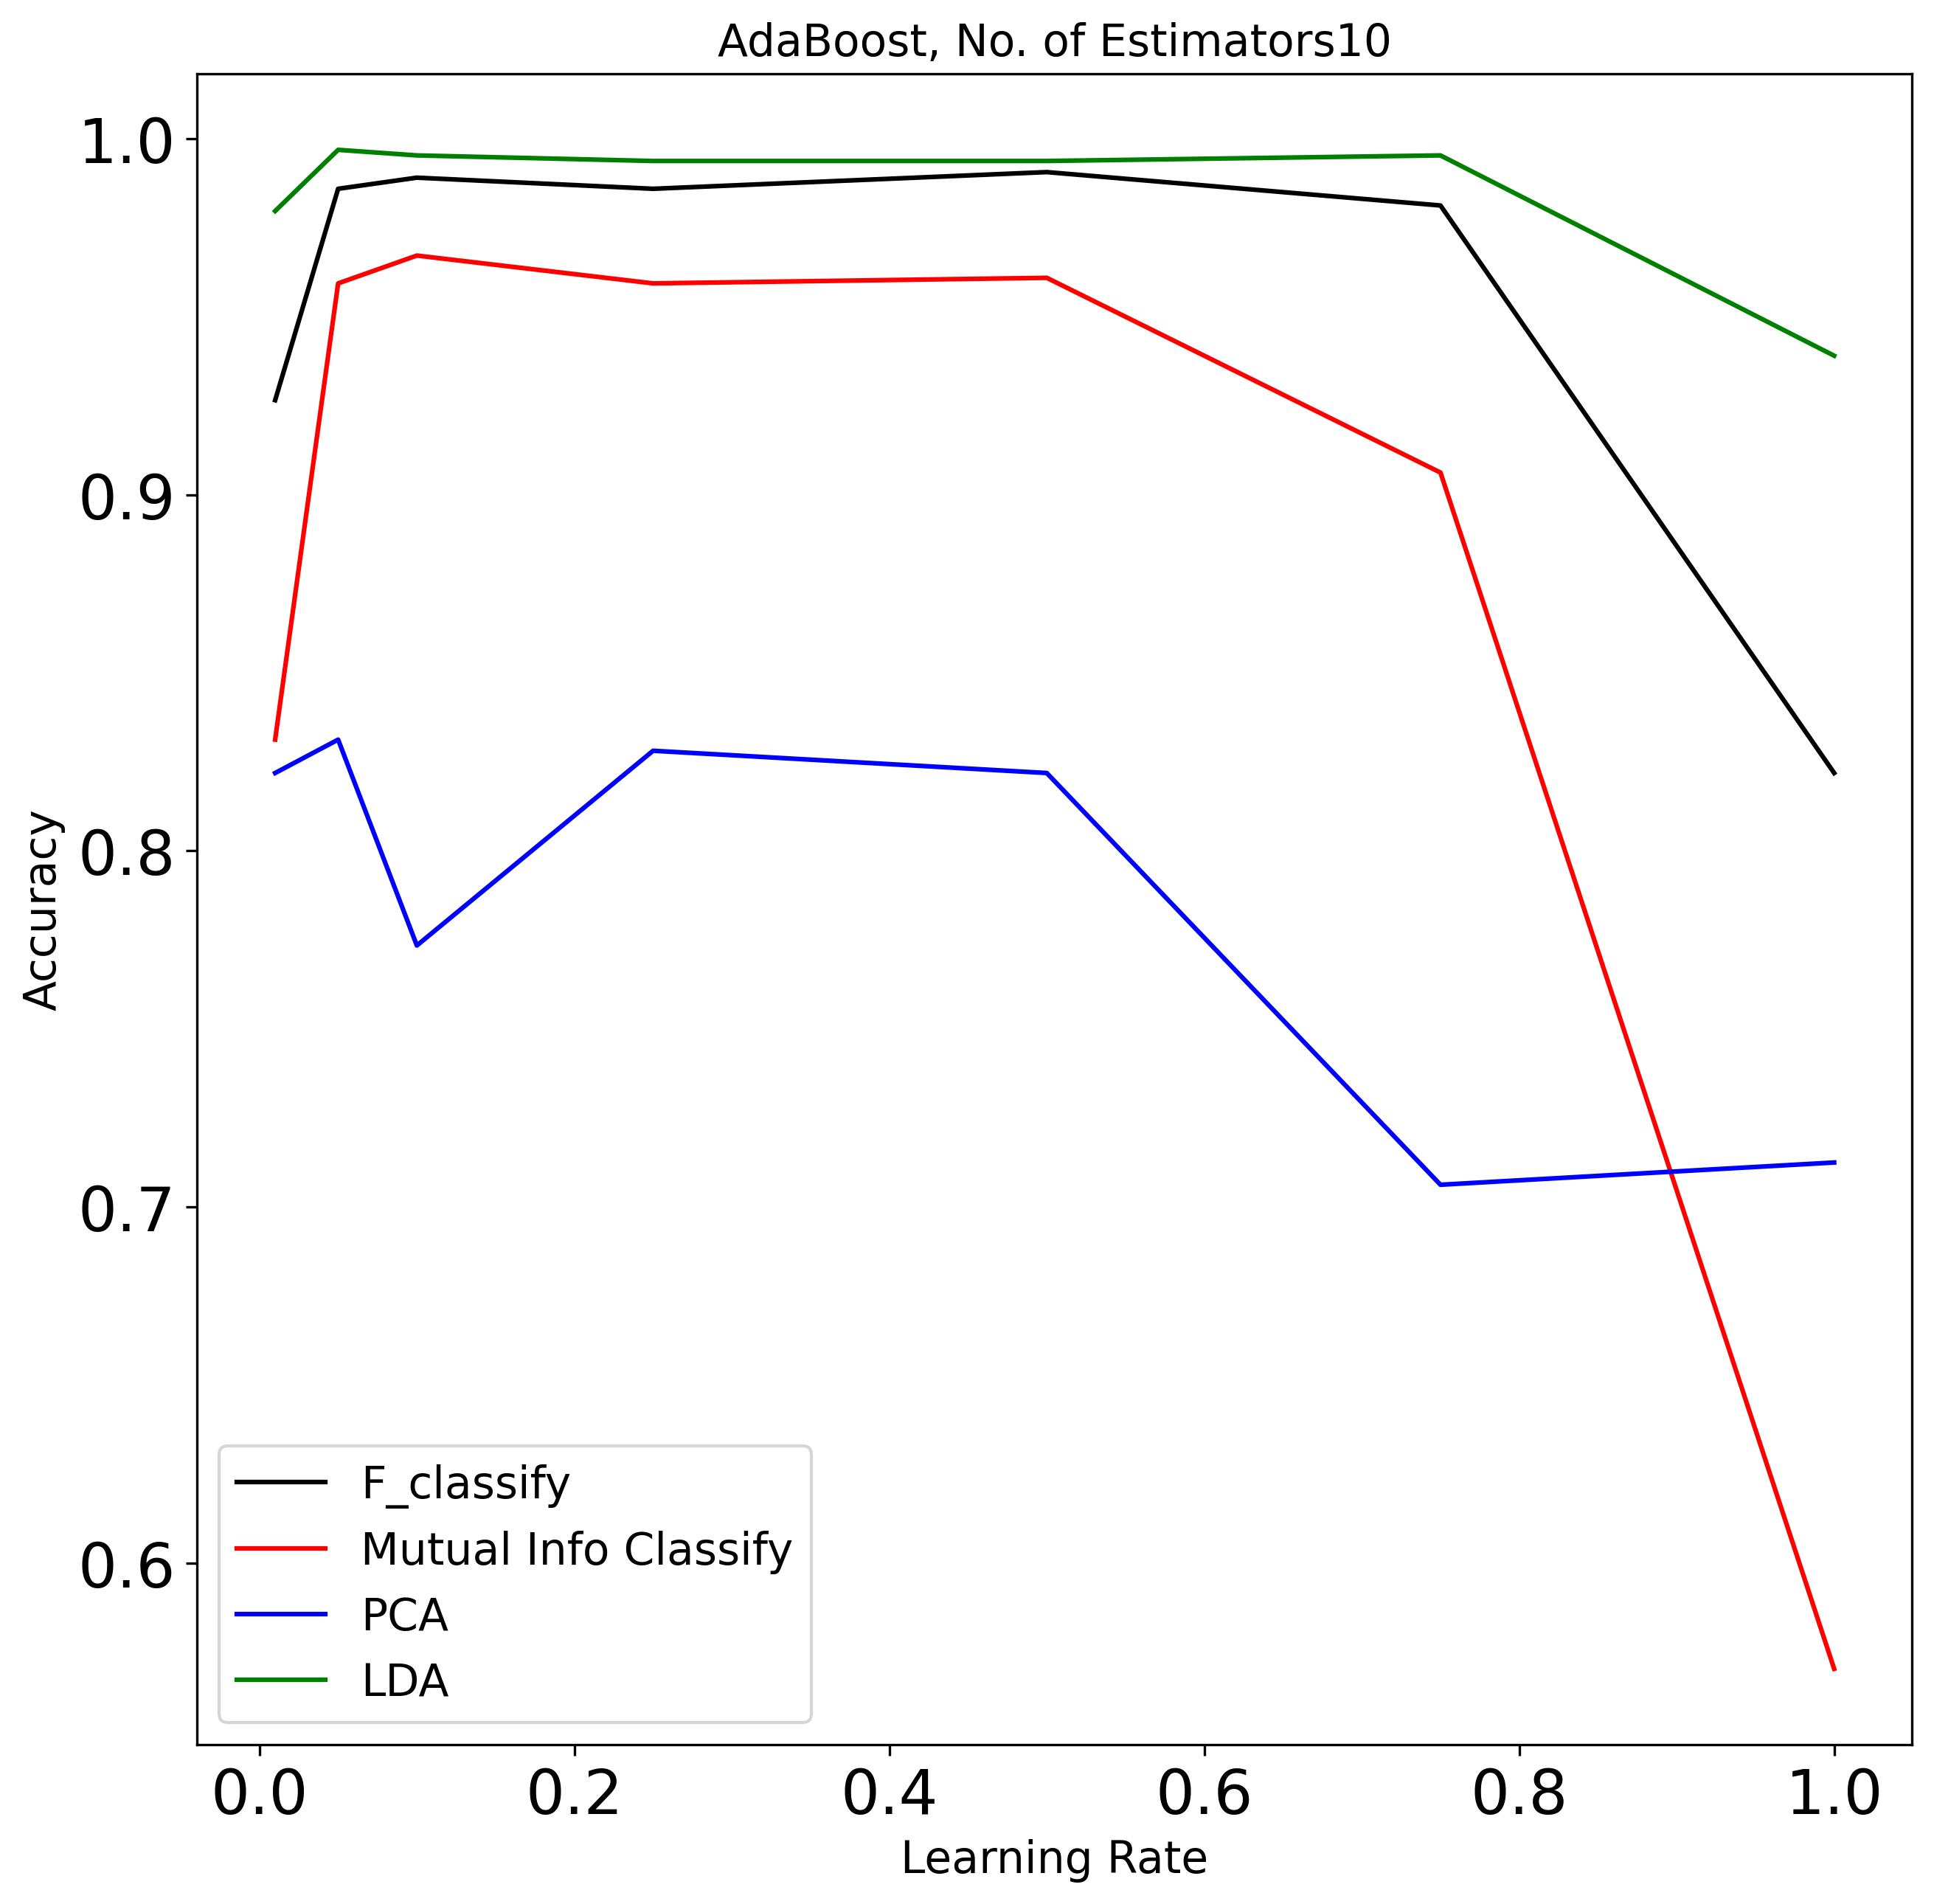 AdaBoost, No. of Estimators10
1.0
0.9
0.8
0.7
0.6
Accuracy
F_classify
Mutual Info Classify
PCA
LDA
0.0 0.2 0.4 0.6 0.8 1.0
Learning Rate